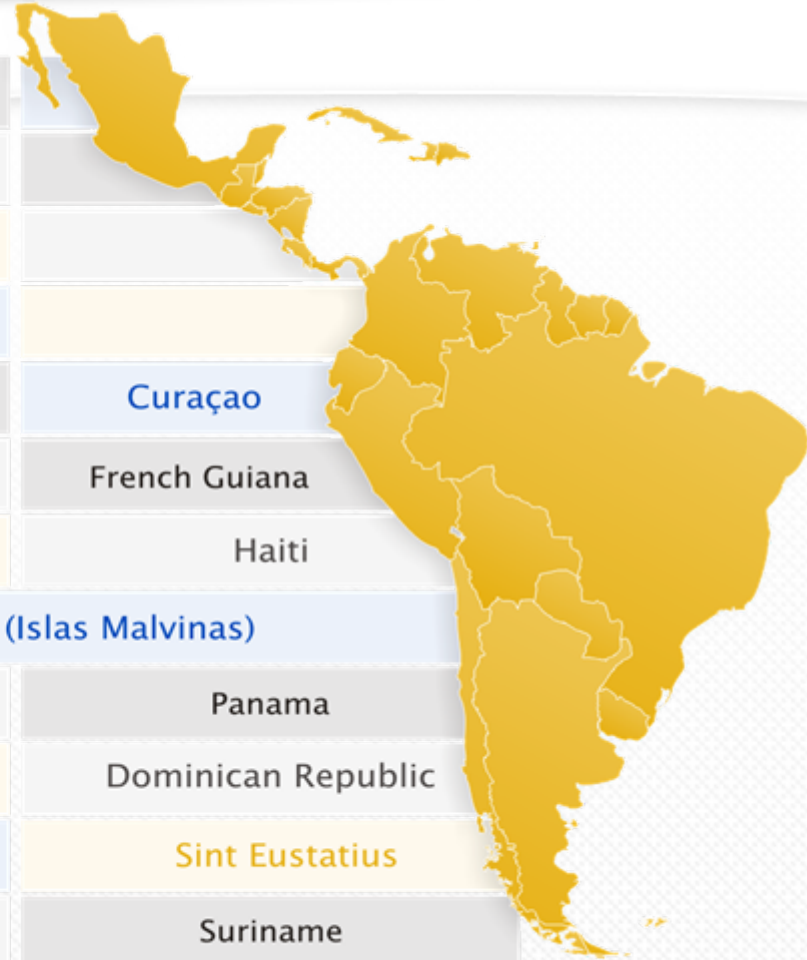 Curaçao
French Guiana
Haiti
(Islas Malvinas)
Panama
Dominican Republic
Sint Eustatius
Suriname